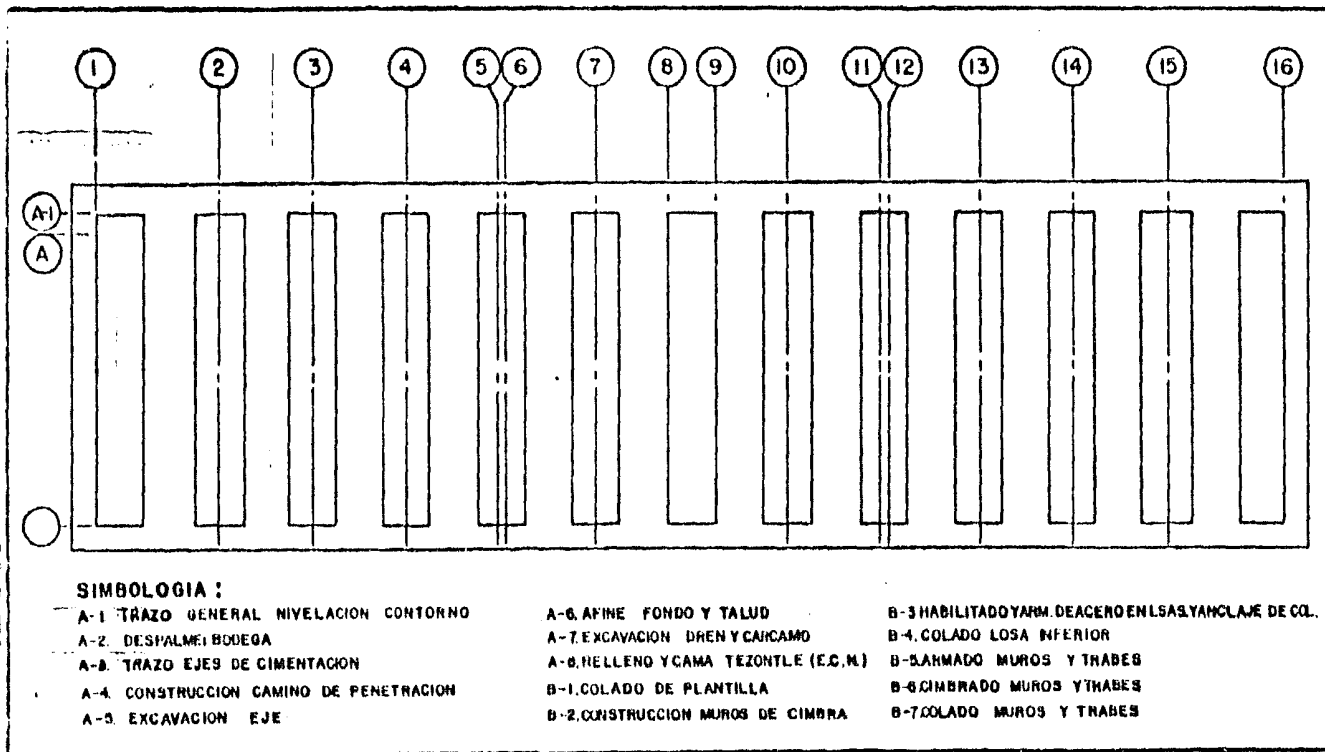 1 2 3 4 5 6 7 8 9 10 11 12 13 14 15 16
A-1
A
SIMBOLOGIA :
A-1 TRAZO GENERAL NIVELACION CONTORNO
A-2. DESPALME: BODEGA
A-3. TRAZO EJES DE CIMENTACION
A-4. CONSTRUCCION CAMINO DE PENETRACION
A-5. EXCAVACION EJE
A-6. AFINE FONDO Y TALUD
A-7. EXCAVACION DREN Y CARCAMO
A-8. RELLENO Y CAMA TEZONTLE (E.C.M.)
B-1. COLADO DE PLANTILLA
B-2. CONSTRUCCION MUROS DE CIMBRA
B-3 HABILITADO Y ARM. DE ACERO EN LSAS. Y ANCLAJE DE COL.
B-4. COLADO LOSA INFERIOR
B-5. ARMADO MUROS Y TRABES
B-6. CIMBRADO MUROS Y TRABES
B-7. COLADO MUROS Y TRABES